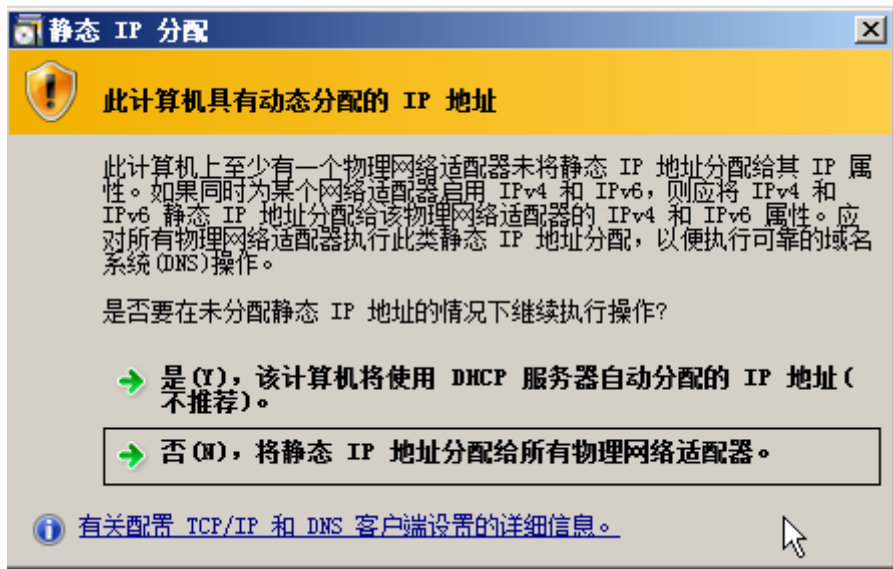 静态 IP 分配
此计算机具有动态分配的 IP 地址
此计算机上至少有一个物理网络适配器未将静态 IP 地址分配给其 IP 属
性。如果同时为某个网络适配器启用 IPv4 和 IPv6，则应将 IPv4 和
IPv6 静态 IP 地址分配给该物理网络适配器的 IPv4 和 IPv6 属性。应
对所有物理网络适配器执行此类静态 IP 地址分配，以便执行可靠的域名
系统(DNS)操作。
是否要在未分配静态 IP 地址的情况下继续执行操作?
是(Y)，该计算机将使用 DHCP 服务器自动分配的 IP 地址(
不推荐)。
否(N)，将静态 IP 地址分配给所有物理网络适配器。
有关配置 TCP/IP 和 DNS 客户端设置的详细信息。